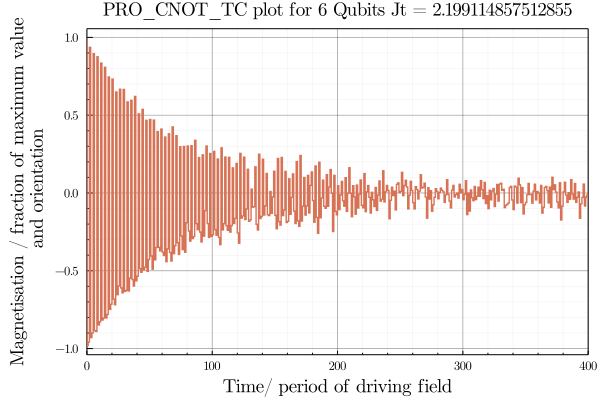 PRO_CNOT_TC plot for 6 Qubits Jt = 2.199114857512855
Magnetisation / fraction of maximum value
and orientation
1.0
0.5
0.0
−0.5
−1.0
0
100
200
300
400
Time/ period of driving field